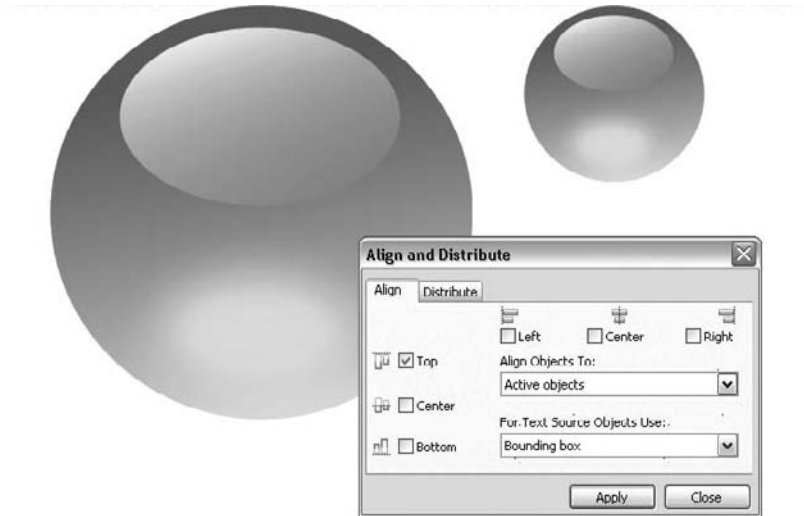 Align and Distribute
Align Distribute
Left Center Right
Top Align Objects To:
Active objects
Center
For Text Source Objects Use:
Bottom Bounding box
Apply Close